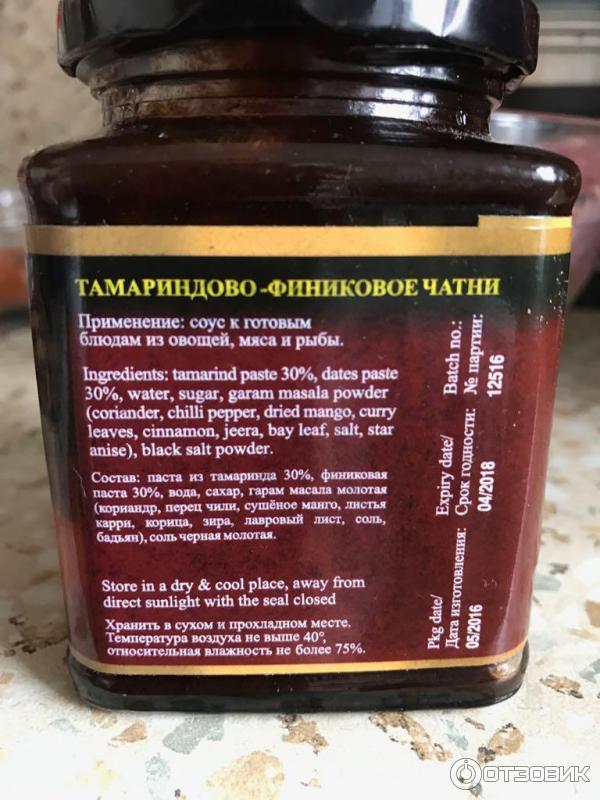 ТАМАРИНДОВО-ФИНИКОВОЕ ЧАТНИ
Применение: соус к готовым
блюдам из овощей, мяса и рыбы.
Ingredients: tamarind paste 30%, dates paste
30%, water, sugar, garam masala powder
(coriander, chilli pepper, dried mango, curry
leaves, cinnamon, jeera, bay leaf, salt, star
anise), black salt powder.
Состав: паста из тамаринда 30%, финиковая
паста 30%, вода, сахар, гарам масала молотая
(кориандр, перец чили, сушёное манго, листья
карри, корица, зира, лавровый лист, соль,
бадьян), соль черная молотая.
Store in a dry & cool place, away from
direct sunlight with the seal closed
Хранить в сухом и прохладном месте.
Температура воздуха не выше 40°,
относительная влажность не более 75%.
Pkg date/
Дата изготовления:
05/2016
Expiry date/
Срок годности:
04/2018
Batch no.:
№ партии:
12516
ОТЗОВИК